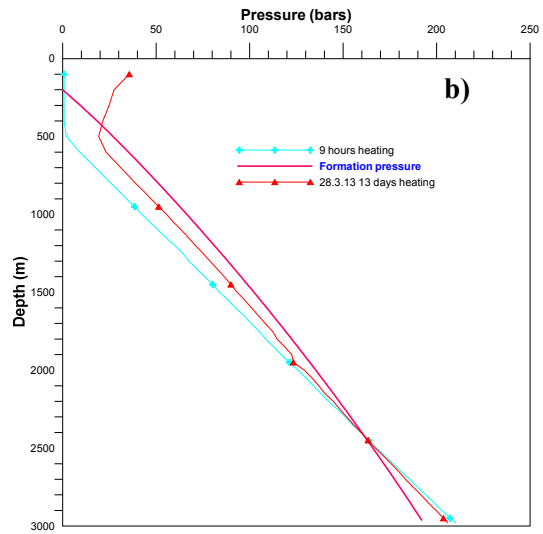 Pressure (bars)
0 50 100 150 200 250
b)
0
500
1000
1500
2000
2500
3000
Depth (m)
9 hours heating
Formation pressure
28.3.13 13 days heating